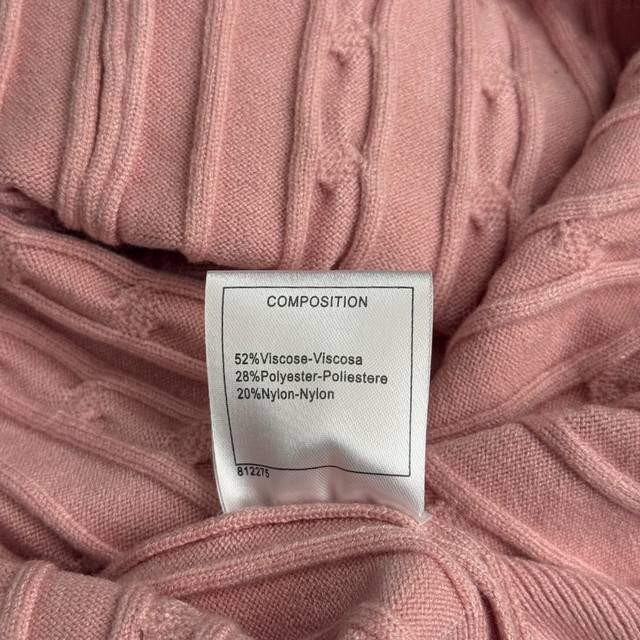 COMPOSITION
52%Viscose-Viscosa
28%Polyester-Poliestere
20%Nylon-Nylon
812275